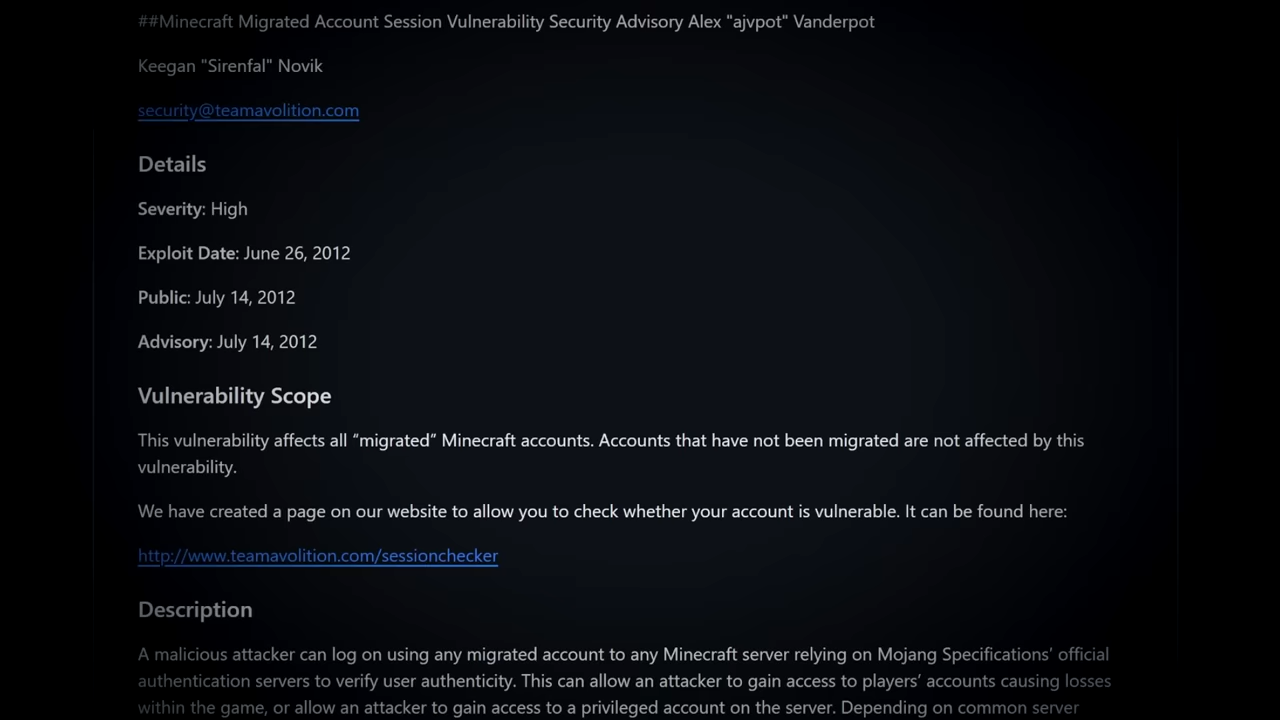 ##Minecraft Migrated Account Session Vulnerability Security Advisory Alex "ajvpot" Vanderpot
Keegan "Sirenfal" Novik
security@teamavolition.com
Details
Severity: High
Exploit Date: June 26, 2012
Public: July 14, 2012
Advisory: July 14, 2012
Vulnerability Scope
This vulnerability affects all “migrated” Minecraft accounts. Accounts that have not been migrated are not affected by this
vulnerability.
We have created a page on our website to allow you to check whether your account is vulnerable. It can be found here:
http://www.teamavolition.com/sessionchecker
Description
A malicious attacker can log on using any migrated account to any Minecraft server relying on Mojang Specifications’ official
authentication servers to verify user authenticity. This can allow an attacker to gain access to players’ accounts causing losses
within the game, or allow an attacker to gain access to a privileged account on the server. Depending on common server